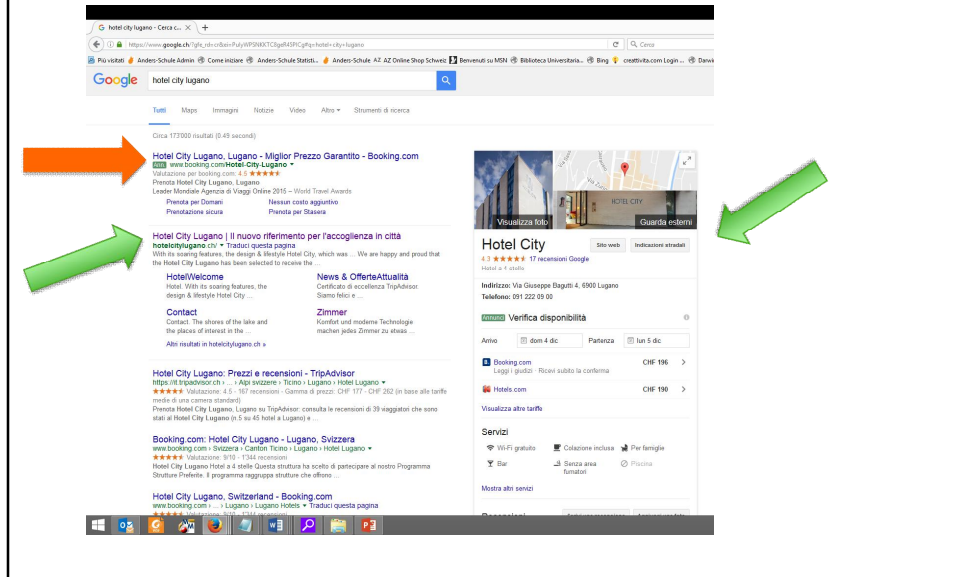 G hotel city lugano - Cerca c... × +
https://www.google.ch/?gfe_rd=cr&ei=PulyWPSNKKTC8geR4SPICg#q=hotel+city+lugano
Cerca
Più visitati Anders-Schule Admin Come iniziare Anders-Schule Statisti... Anders-Schule AZ AZ Online Shop Schweiz Benvenuti su MSN Biblioteca Universitaria... Bing creattivita.com Login ... Darwi
Google hotel city lugano
Tutti Maps Immagini Notizie Video Altro Strumenti di ricerca
Circa 173'000 risultati (0.49 secondi)
Hotel City Lugano, Lugano - Miglior Prezzo Garantito - Booking.com
Ann. www.booking.com/Hotel-City-Lugano
Valutazione per booking.com: 4.5
Prenota Hotel City Lugano, Lugano
Leader Mondiale Agenzia di Viaggi Online 2015 – World Travel Awards
Prenota per Domani Nessun costo aggiuntivo
Prenotazione sicura Prenota per Stasera
Hotel City Lugano | Il nuovo riferimento per l'accoglienza in città
hotelcitylugano.ch/ Traduci questa pagina
With its soaring features, the design & lifestyle Hotel City, which was ... We are happy and proud that
the Hotel City Lugano has been selected to receive the ...
HotelWelcome News & OfferteAttualità
Hotel. With its soaring features, the Certificato di eccellenza TripAdvisor.
design & lifestyle Hotel City ... Siamo felici e ...
Contact Zimmer
Contact. The shores of the lake and Komfort und moderne Technologie
the places of interest in the ... machen jedes Zimmer zu etwas ...
Altri risultati in hotelcitylugano.ch »
Hotel City Lugano: Prezzi e recensioni - TripAdvisor
https://it.tripadvisor.ch › ... › Alpi svizzere › Ticino › Lugano › Hotel Lugano
Valutazione: 4.5 - 167 recensioni - Gamma di prezzi: CHF 177 - CHF 262 (in base alle tariffe
medie di una camera standard)
Prenota Hotel City Lugano, Lugano su TripAdvisor: consulta le recensioni di 39 viaggiatori che sono
stati al Hotel City Lugano (n.5 su 45 hotel a Lugano) e ...
Booking.com: Hotel City Lugano - Lugano, Svizzera
www.booking.com › Svizzera › Canton Ticino › Lugano › Hotel Lugano
Valutazione: 9/10 - 1'344 recensioni
Hotel City Lugano Hotel a 4 stelle Questa struttura ha scelto di partecipare al nostro Programma
Strutture Preferite. Il programma raggruppa strutture che offrono ...
Hotel City Lugano, Switzerland - Booking.com
www.booking.com › ... › Lugano › Lugano Hotels Traduci questa pagina
Valutazione: 9/10 - 1'344 recensioni
HOTEL CITY
Visualizza foto Guarda esterni
Hotel City Sito web Indicazioni stradali
4.3 17 recensioni Google
Hotel a 4 stelle
Indirizzo: Via Giuseppe Bagutti 4, 6900 Lugano
Telefono: 091 222 09 00
Annunci Verifica disponibilità
Arrivo dom 4 dic Partenza lun 5 dic
B. Booking.com CHF 196
Leggi i giudizi · Ricevi subito la conferma
Hotels.com CHF 190
Visualizza altre tariffe
Servizi
Wi-Fi gratuito Colazione inclusa Per famiglie
Bar Senza area fumatori Piscina
Mostra altri servizi
Recensioni